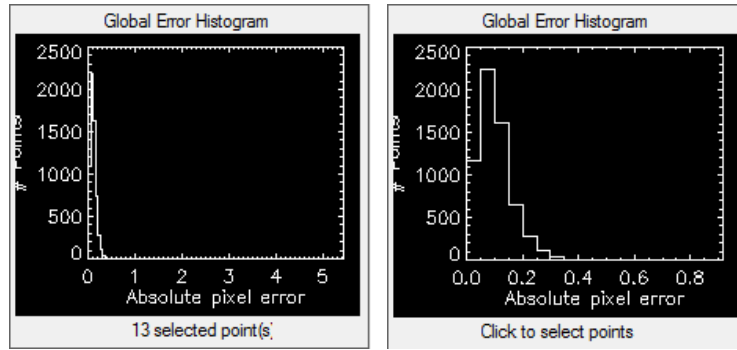 Global Error Histogram
2500
2000
1500
1000
500
0
# Points
0 1 2 3 4 5
Absolute pixel error
13 selected point(s)
Global Error Histogram
2500
2000
1500
1000
500
0
# Points
0.0 0.2 0.4 0.6 0.8
Absolute pixel error
Click to select points